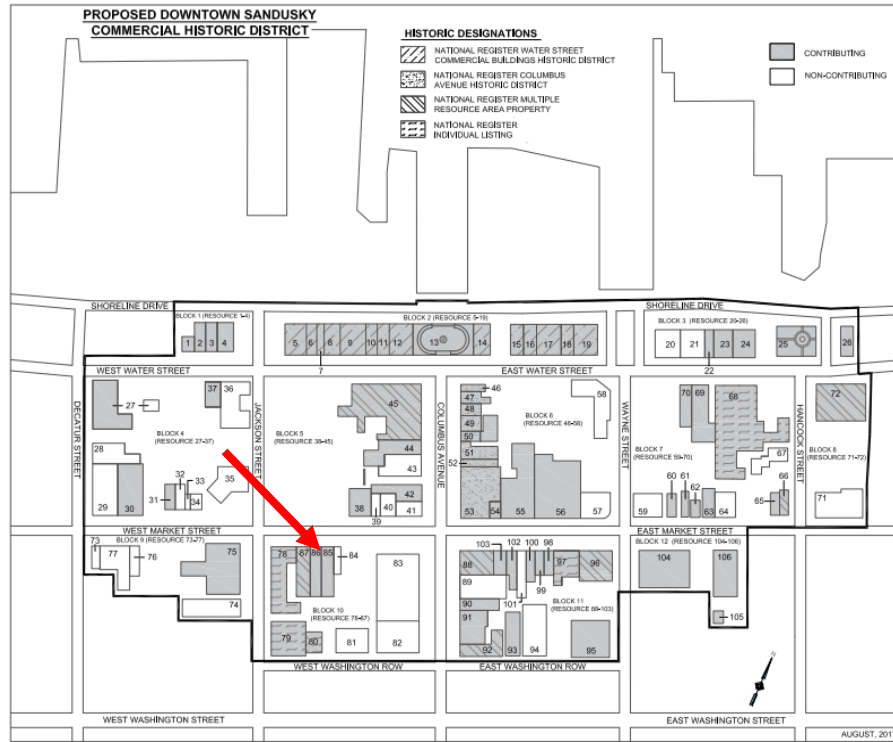 PROPOSED DOWNTOWN SANDUSKY
COMMERCIAL HISTORIC DISTRICT
HISTORIC DESIGNATIONS
NATIONAL REGISTER WATER STREET
COMMERCIAL BUILDINGS HISTORIC DISTRICT
NATIONAL REGISTER COLUMBUS
AVENUE HISTORIC DISTRICT
NATIONAL REGISTER MULTIPLE
RESOURCE AREA PROPERTY
NATIONAL REGISTER
INDIVIDUAL LISTING
CONTRIBUTING
NON-CONTRIBUTING
SHORELINE DRIVE
SHORELINE DRIVE
BLOCK 1 (RESOURCE 1-4)
1 2 3 4
BLOCK 2 (RESOURCE 5-19)
5 6 8 9 10 11 12 13 14 15 16 17 18 19
7
BLOCK 3 (RESOURCE 20-26)
20 21 23 24 25 26
22
WEST WATER STREET
EAST WATER STREET
DECATUR STREET
JACKSON STREET
COLUMBUS AVENUE
WAYNE STREET
HANCOCK STREET
27
37 36
BLOCK 4
(RESOURCE 27-37)
28
29 30
31 32 33 34
35
BLOCK 5
(RESOURCE 38-45)
45
44
43
42
38 39 40 41
46
47
48
49
50
51
52
53 54 55 56 57
58
BLOCK 6
(RESOURCE 46-58)
70 69 68
BLOCK 7
(RESOURCE 59-70)
59 60 61 62 63 64
65 66
67
72
BLOCK 8
(RESOURCE 71-72)
71
WEST MARKET STREET
EAST MARKET STREET
BLOCK 9 (RESOURCE 73-77)
73 77 76 75
74
78 87 86 85 84
83
BLOCK 10
(RESOURCE 78-87)
79 80 81 82
88 103 102 100 98 97 96
89 101 99
90
91
92 93 94 95
BLOCK 11
(RESOURCE 88-103)
BLOCK 12 (RESOURCE 104-106)
104 106
105
WEST WASHINGTON ROW
EAST WASHINGTON ROW
WEST WASHINGTON STREET
EAST WASHINGTON STREET
AUGUST, 201